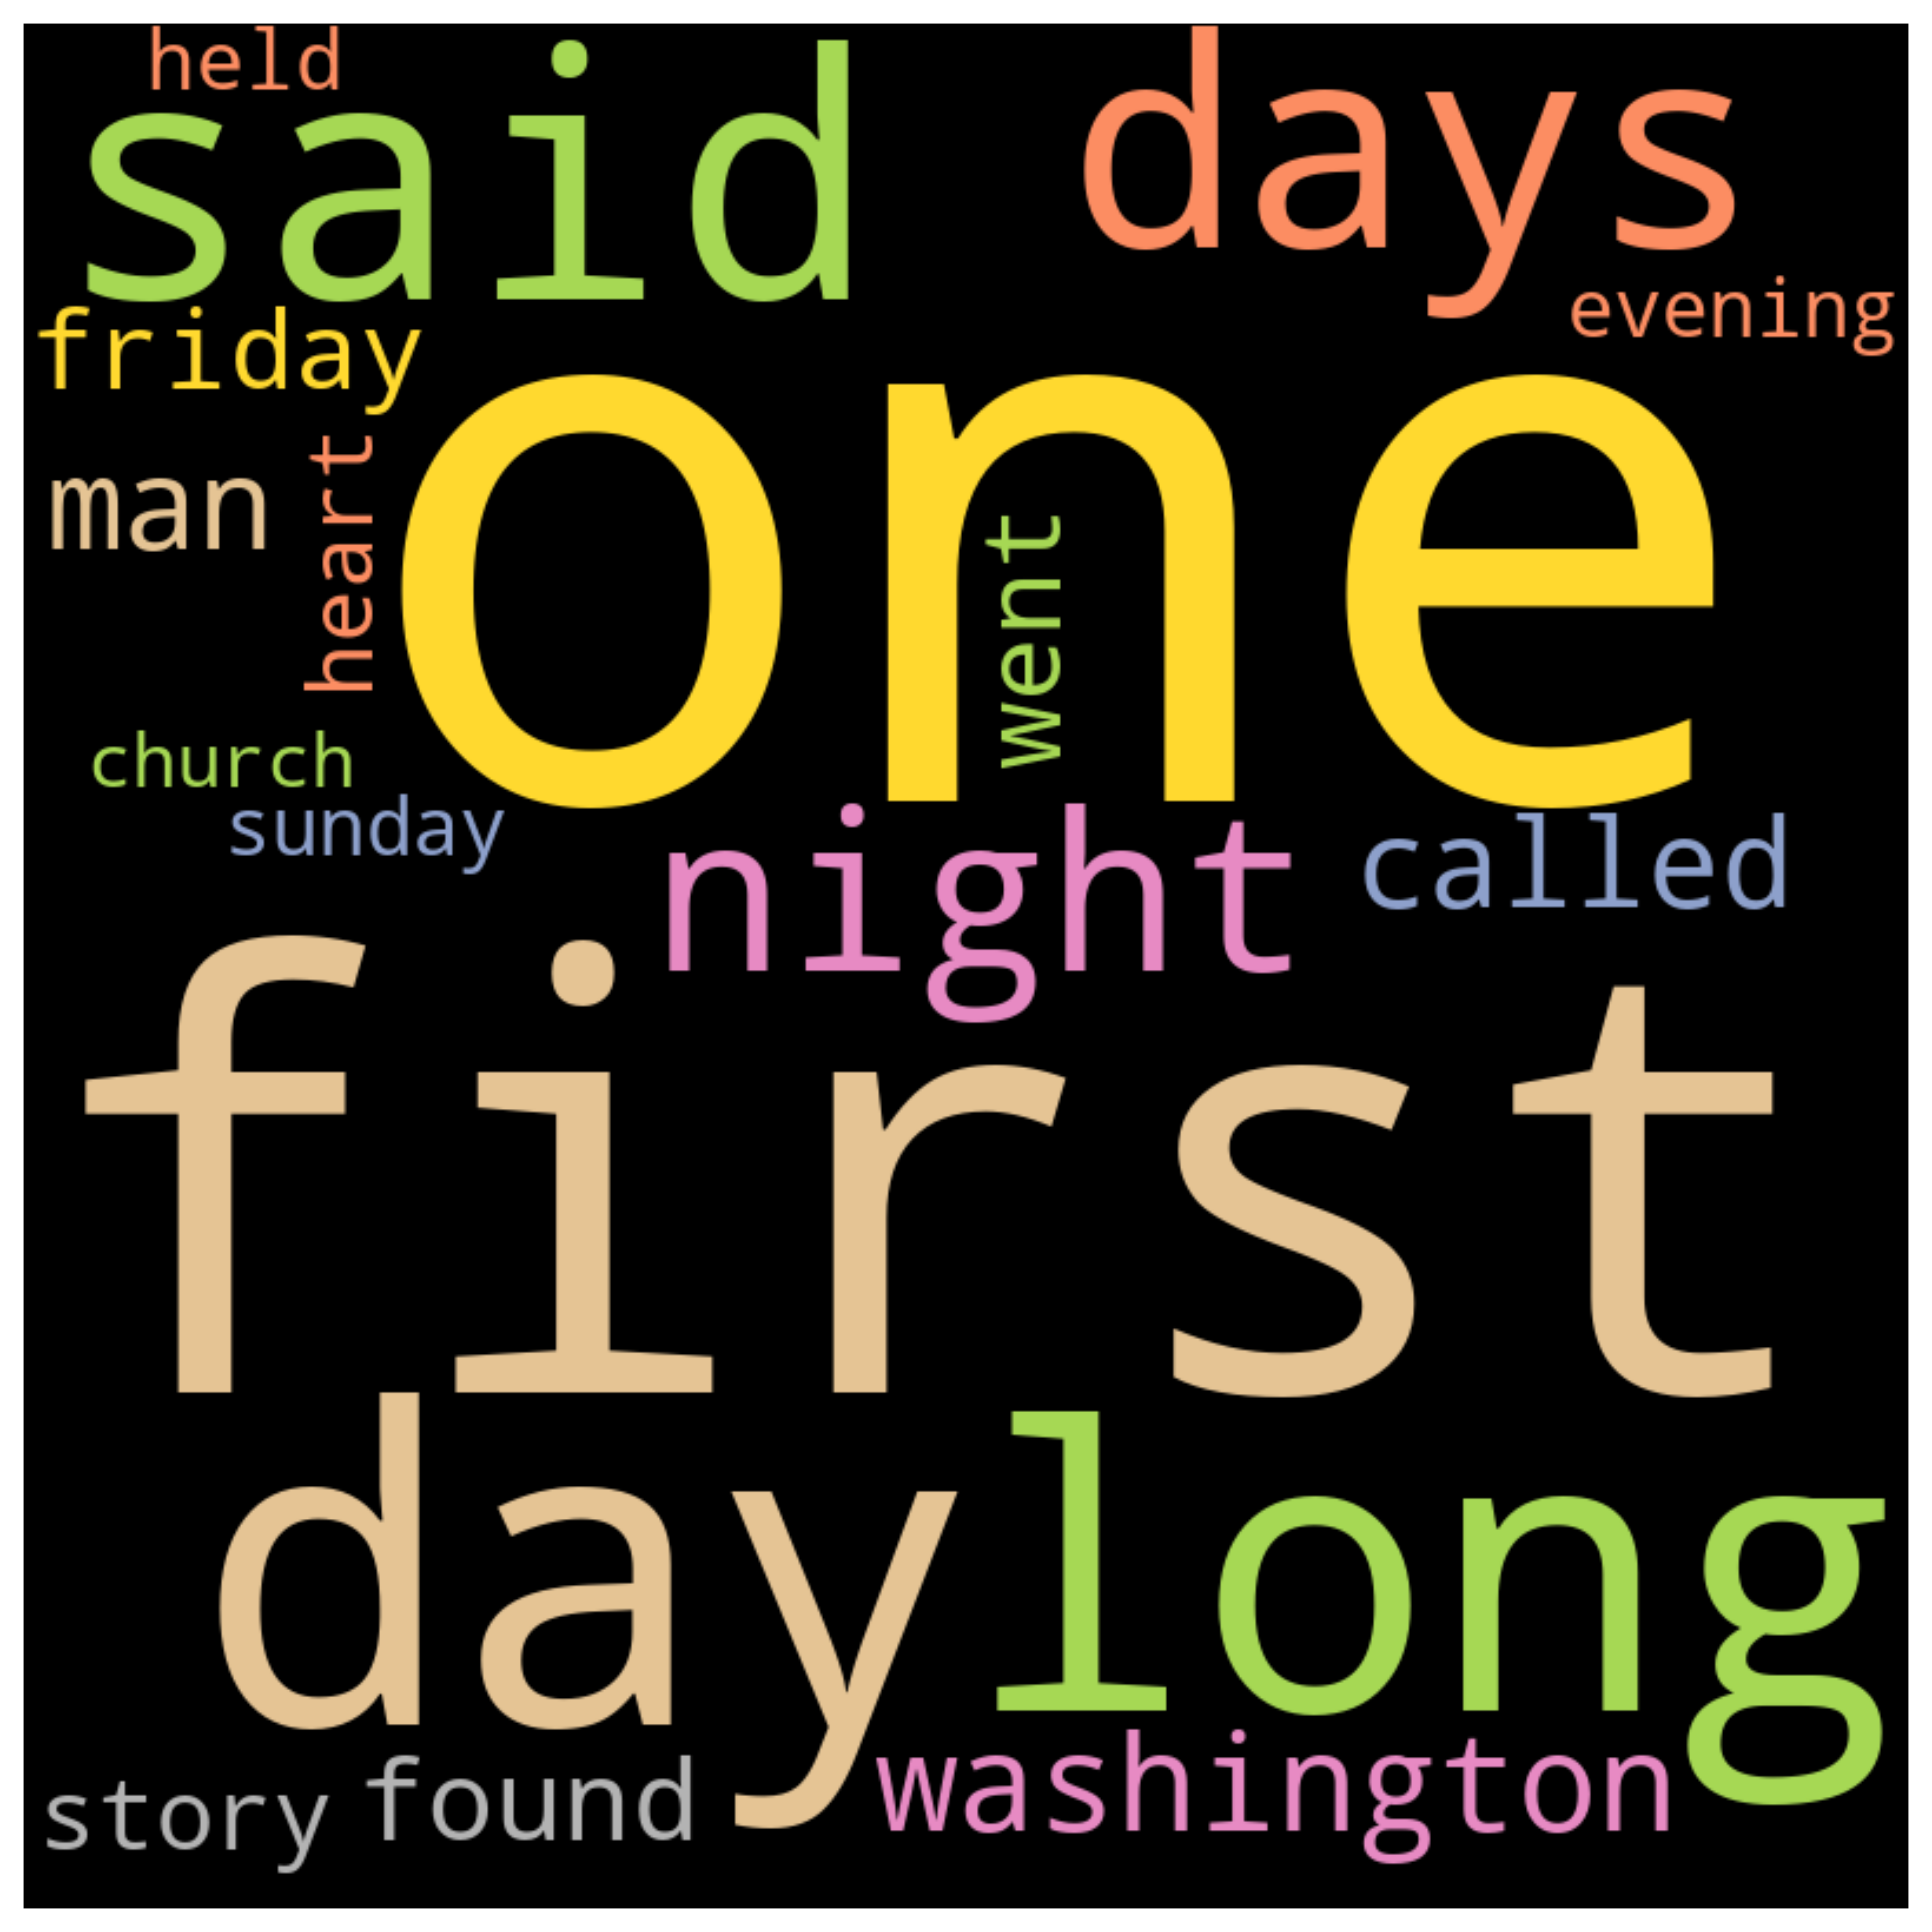 held
said
days
evening
friday
one
man
heart
went
church
sunday
night
called
first
day
long
story
found
washington